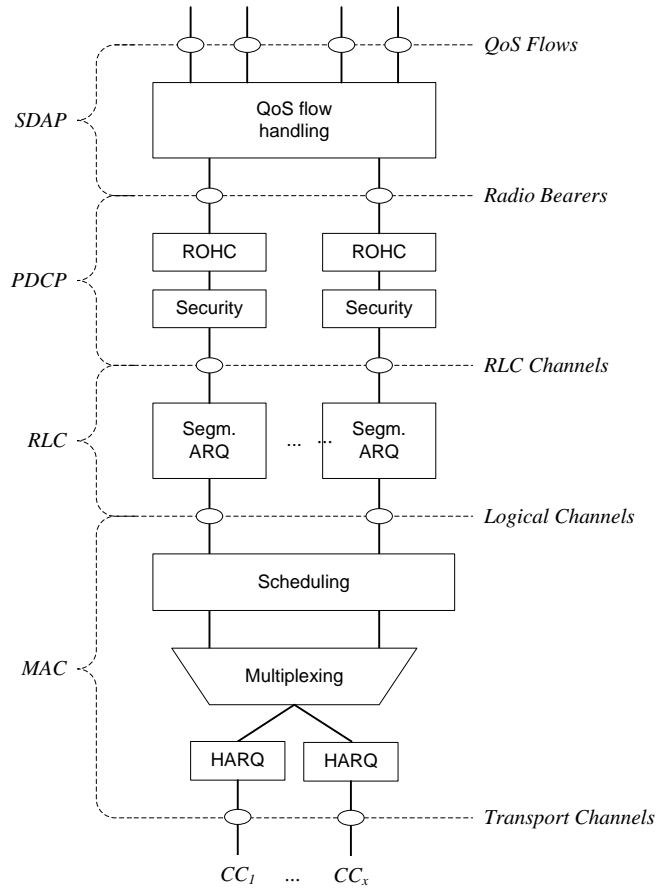 QoS Flows
QoS flow
handling
SDAP
Radio Bearers
ROHC ROHC
PDCP
Security Security
RLC Channels
Segm.
ARQ
... ...
Segm.
ARQ
RLC
Logical Channels
Scheduling
MAC
Multiplexing
HARQ HARQ
Transport Channels
CC1 ... CCx